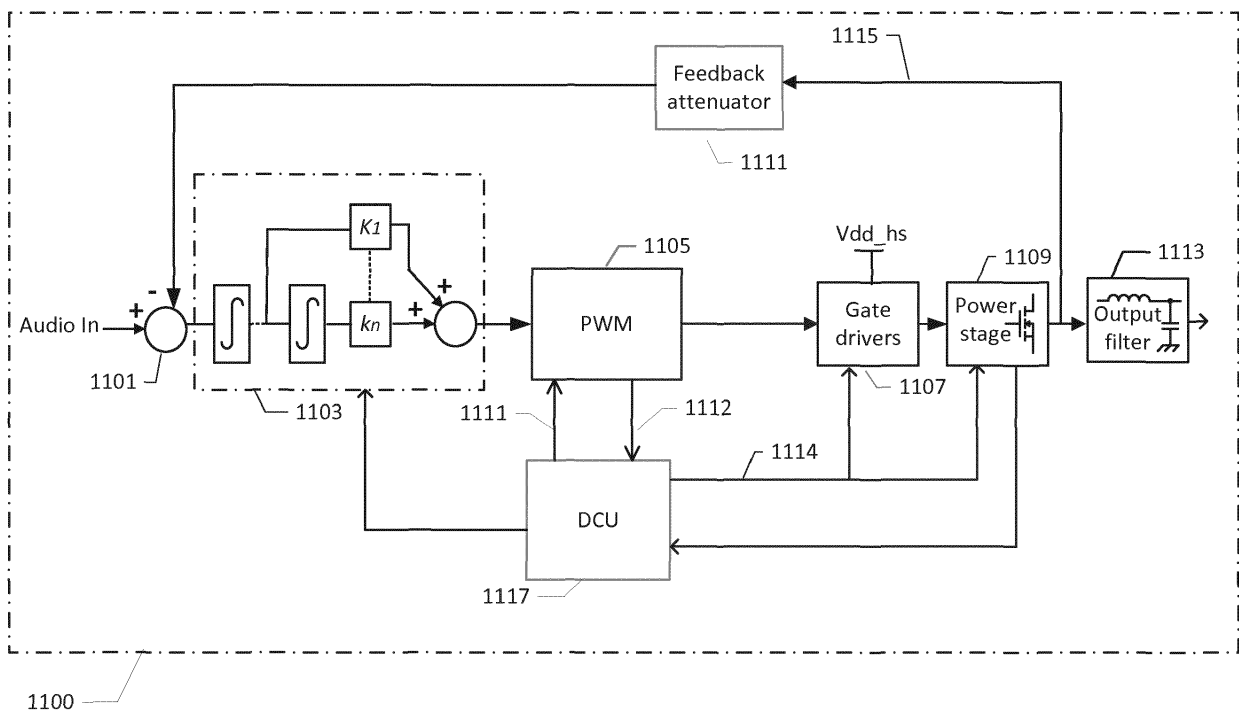 1115
Feedback
attenuator
1111
K1
1105
Vdd_hs
1109
1113
+
-
Audio In
1101
∫
∫
kn
+
+
PWM
Gate
drivers
Power
stage
Output
filter
1103
1111
1112
1107
1114
DCU
1117
1100